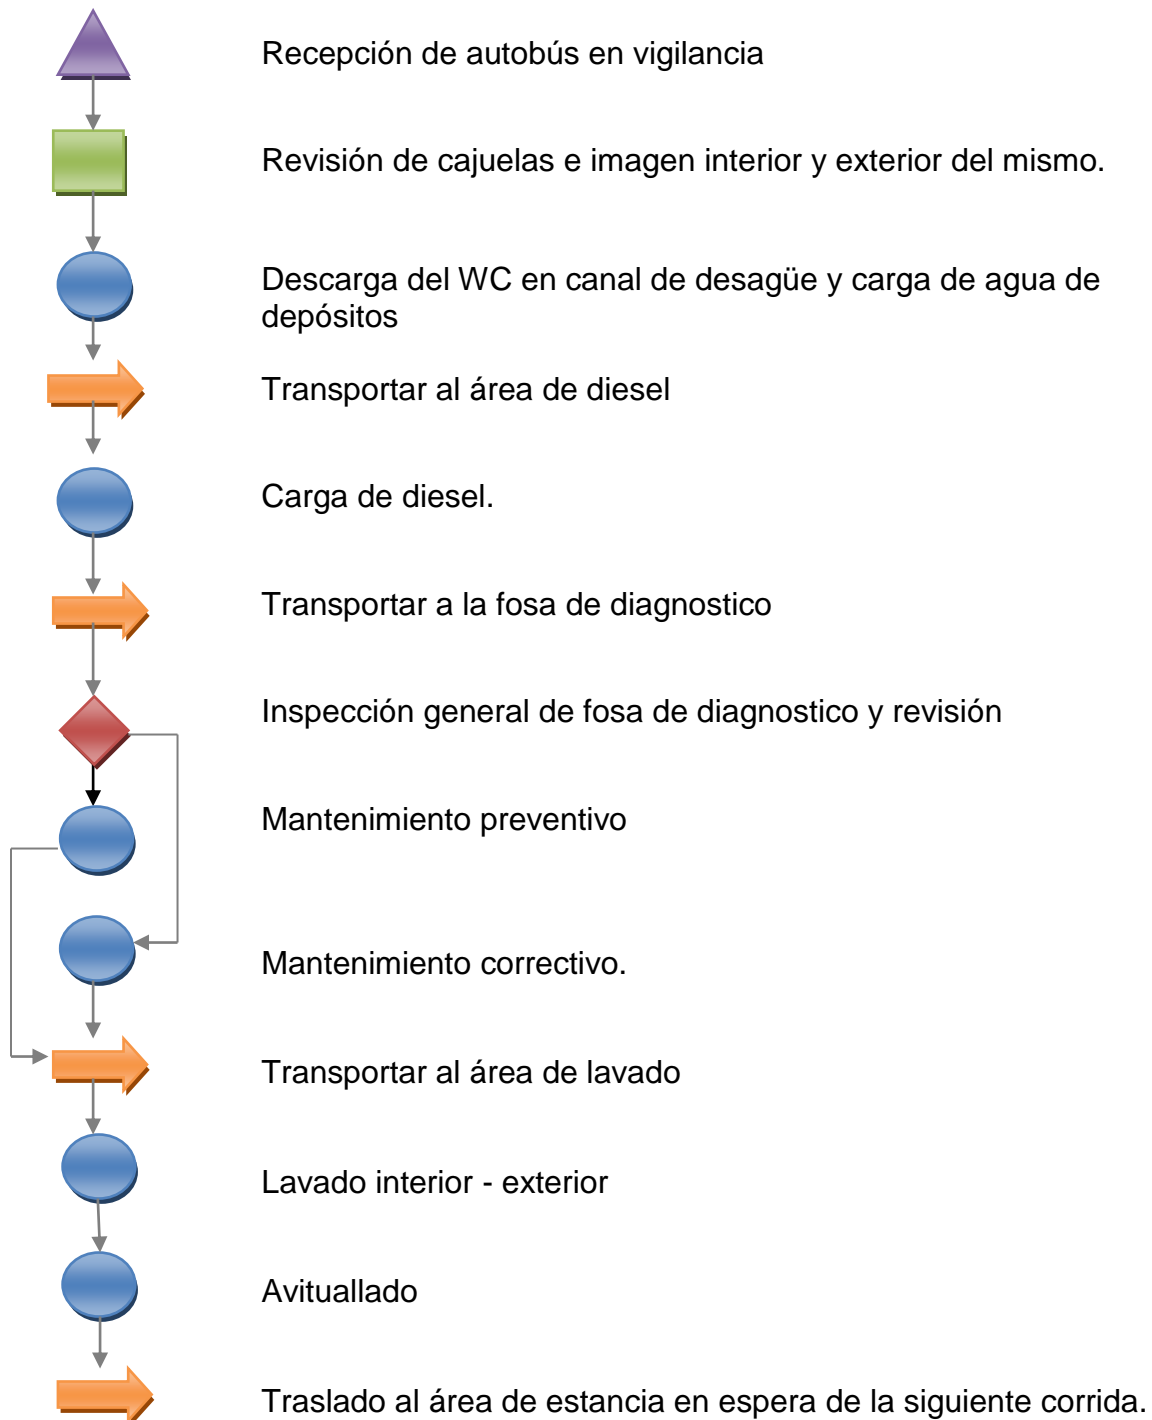 Recepción de autobús en vigilancia
Revisión de cajuelas e imagen interior y exterior del mismo.
Descarga del WC en canal de desagüe y carga de agua de
depósitos
Transportar al área de diesel
Carga de diesel.
Transportar a la fosa de diagnostico
Inspección general de fosa de diagnostico y revisión
Mantenimiento preventivo
Mantenimiento correctivo.
Transportar al área de lavado
Lavado interior - exterior
Avituallado
Traslado al área de estancia en espera de la siguiente corrida.